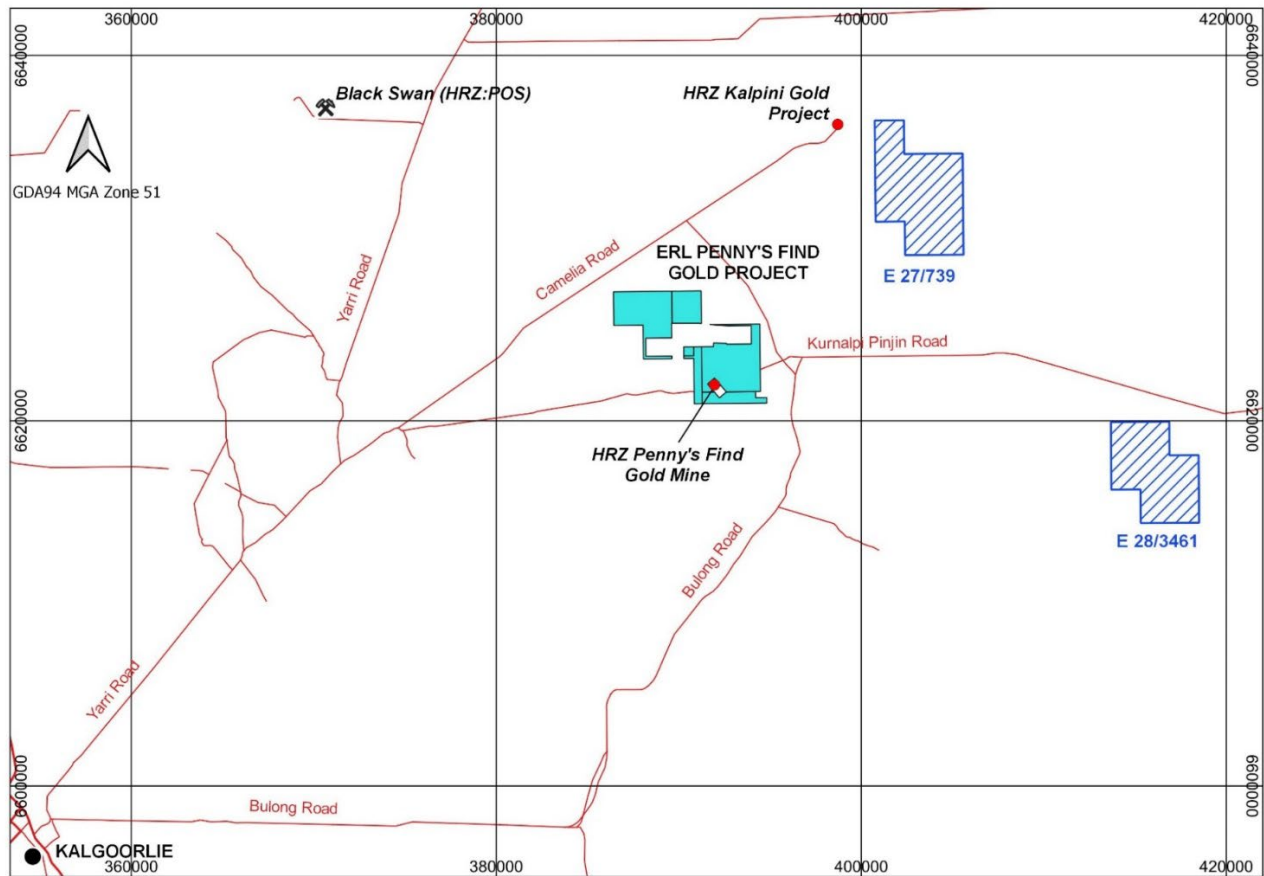 360000
380000
400000
420000
6640000
6640000
Black Swan (HRZ:POS)
HRZ Kalpini Gold
Project
GDA94 MGA Zone 51
ERL PENNY'S FIND
GOLD PROJECT
Camelia Road
Yarri Road
E 27/739
Kurnalpi Pinjin Road
6620000
6620000
HRZ Penny's Find
Gold Mine
Bulong Road
E 28/3461
Yarri Road
6600000
6600000
Bulong Road
KALGOORLIE
360000
380000
400000
420000